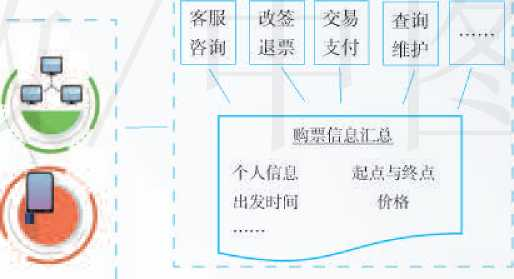 客服
咨询
改签
退票
交易
支付
查询
维护
……
购票信息汇总
个人信息 起点与终点
出发时间 价格
……